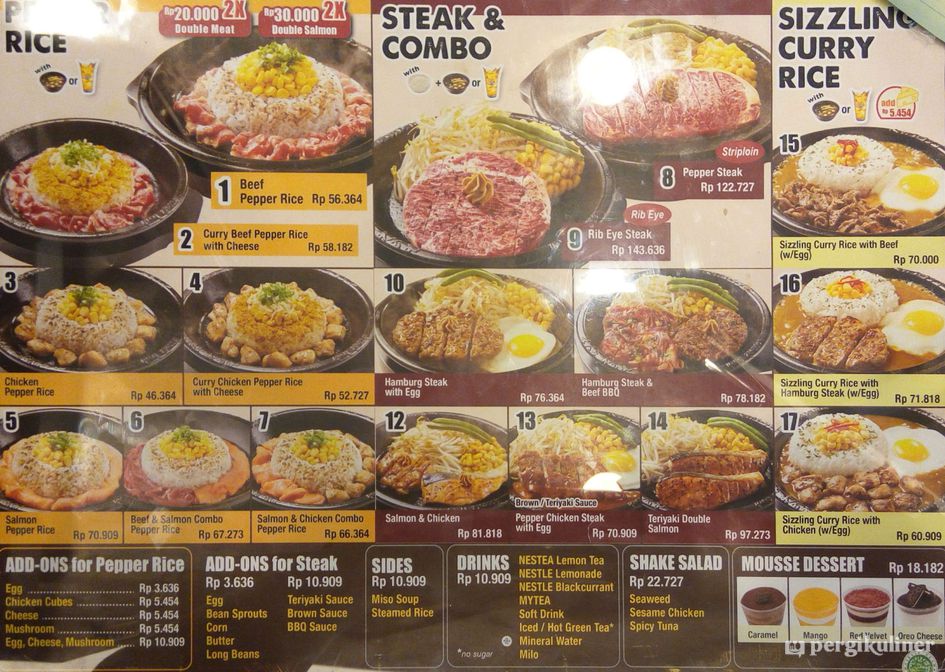 RICE
with
or
Rp20.000 2X
Double Meat
Rp30.000 2X
Double Salmon
1 Beef
Pepper Rice Rp 56.364
2 Curry Beef Pepper Rice
with Cheese Rp 58.182
3
Chicken
Pepper Rice Rp 46.364
4
Curry Chicken Pepper Rice
with Cheese Rp 52.727
5
Salmon
Pepper Rice Rp 70.909
6
Beef & Salmon Combo
Pepper Rice Rp 67.273
7
Salmon & Chicken Combo
Pepper Rice Rp 66.364
STEAK &
COMBO
with
+ or
Striploin
8 Pepper Steak
Rp 122.727
Rib Eye
9 Rib Eye Steak
Rp 143.636
10
Hamburg Steak
with Egg Rp 76.364
Hamburg Steak &
Beef BBQ Rp 78.182
12
Salmon & Chicken
Rp 81.818
13
Brown / Teriyaki Sauce
Pepper Chicken Steak
with Egg Rp 70.909
14
Teriyaki Double
Salmon Rp 97.273
SIZZLING
CURRY
RICE
with
or
add
Rp 5.454
15
Sizzling Curry Rice with Beef
(w/Egg) Rp 70.000
16
Sizzling Curry Rice with
Hamburg Steak (w/Egg) Rp 71.818
17
Sizzling Curry Rice with
Chicken (w/Egg) Rp 60.909
ADD-ONS for Pepper Rice
Egg Rp 3.636
Chicken Cubes Rp 5.454
Cheese Rp 5.454
Mushroom Rp 5.454
Egg, Cheese, Mushroom Rp 10.909
ADD-ONS for Steak
Rp 3.636
Egg
Bean Sprouts
Corn
Butter
Long Beans
Rp 10.909
Teriyaki Sauce
Brown Sauce
BBQ Sauce
SIDES
Rp 10.909
Miso Soup
Steamed Rice
DRINKS
Rp 10.909
NESTEA Lemon Tea
NESTLE Lemonade
NESTLE Blackcurrant
MYTEA
Soft Drink
Iced / Hot Green Tea*
Mineral Water
Milo
*no sugar
SHAKE SALAD
Rp 22.727
Seaweed
Sesame Chicken
Spicy Tuna
MOUSSE DESSERT Rp 18.182
Caramel
Mango
Red Velvet
Oreo Cheese
pergikuliner